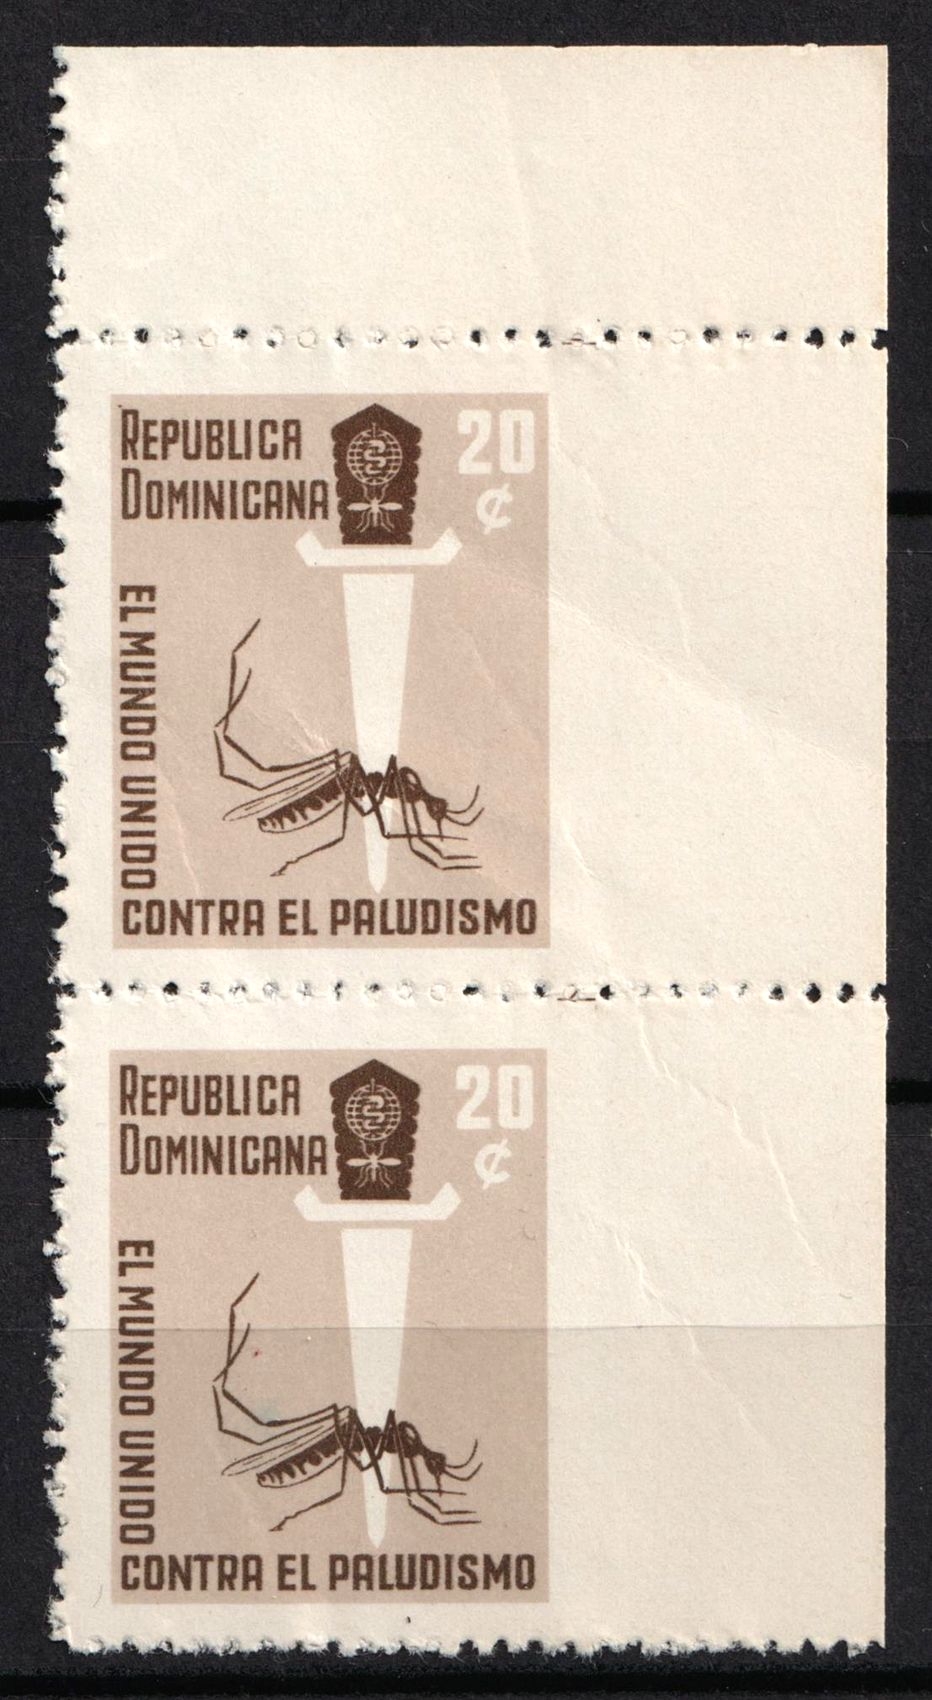 REPUBLICA
DOMINICANA
20
¢
EL MUNDO UNIDO
CONTRA EL PALUDISMO
REPUBLICA
DOMINICANA
20
¢
EL MUNDO UNIDO
CONTRA EL PALUDISMO